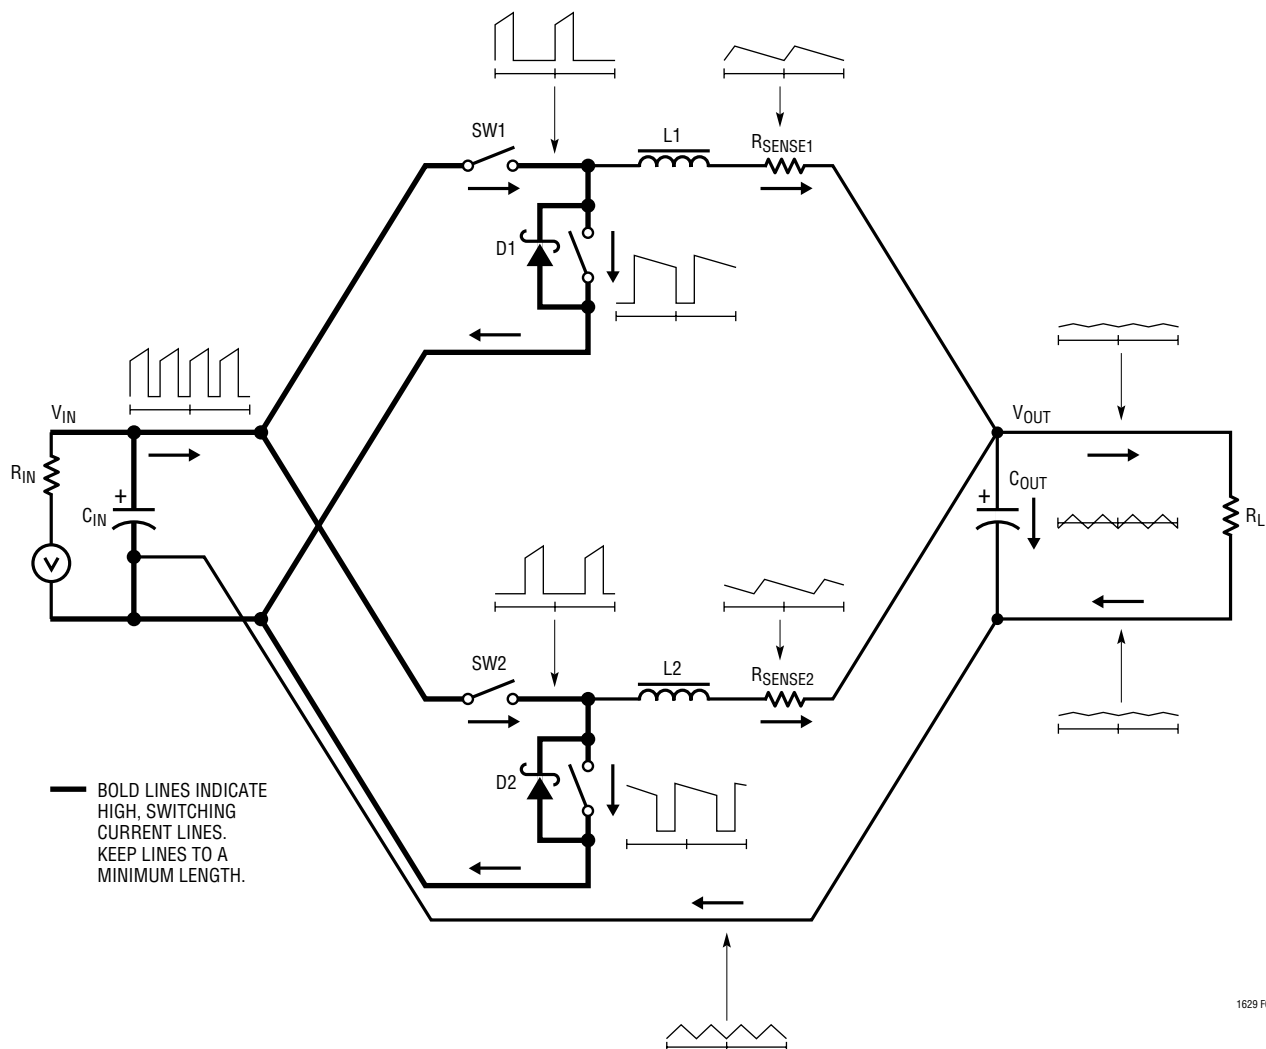 SW1
L1
RSENSE1
D1
VIN
VOUT
RIN
CIN
+
V
COUT
+
RL
SW2
L2
RSENSE2
D2
BOLD LINES INDICATE
HIGH, SWITCHING
CURRENT LINES.
KEEP LINES TO A
MINIMUM LENGTH.
1629